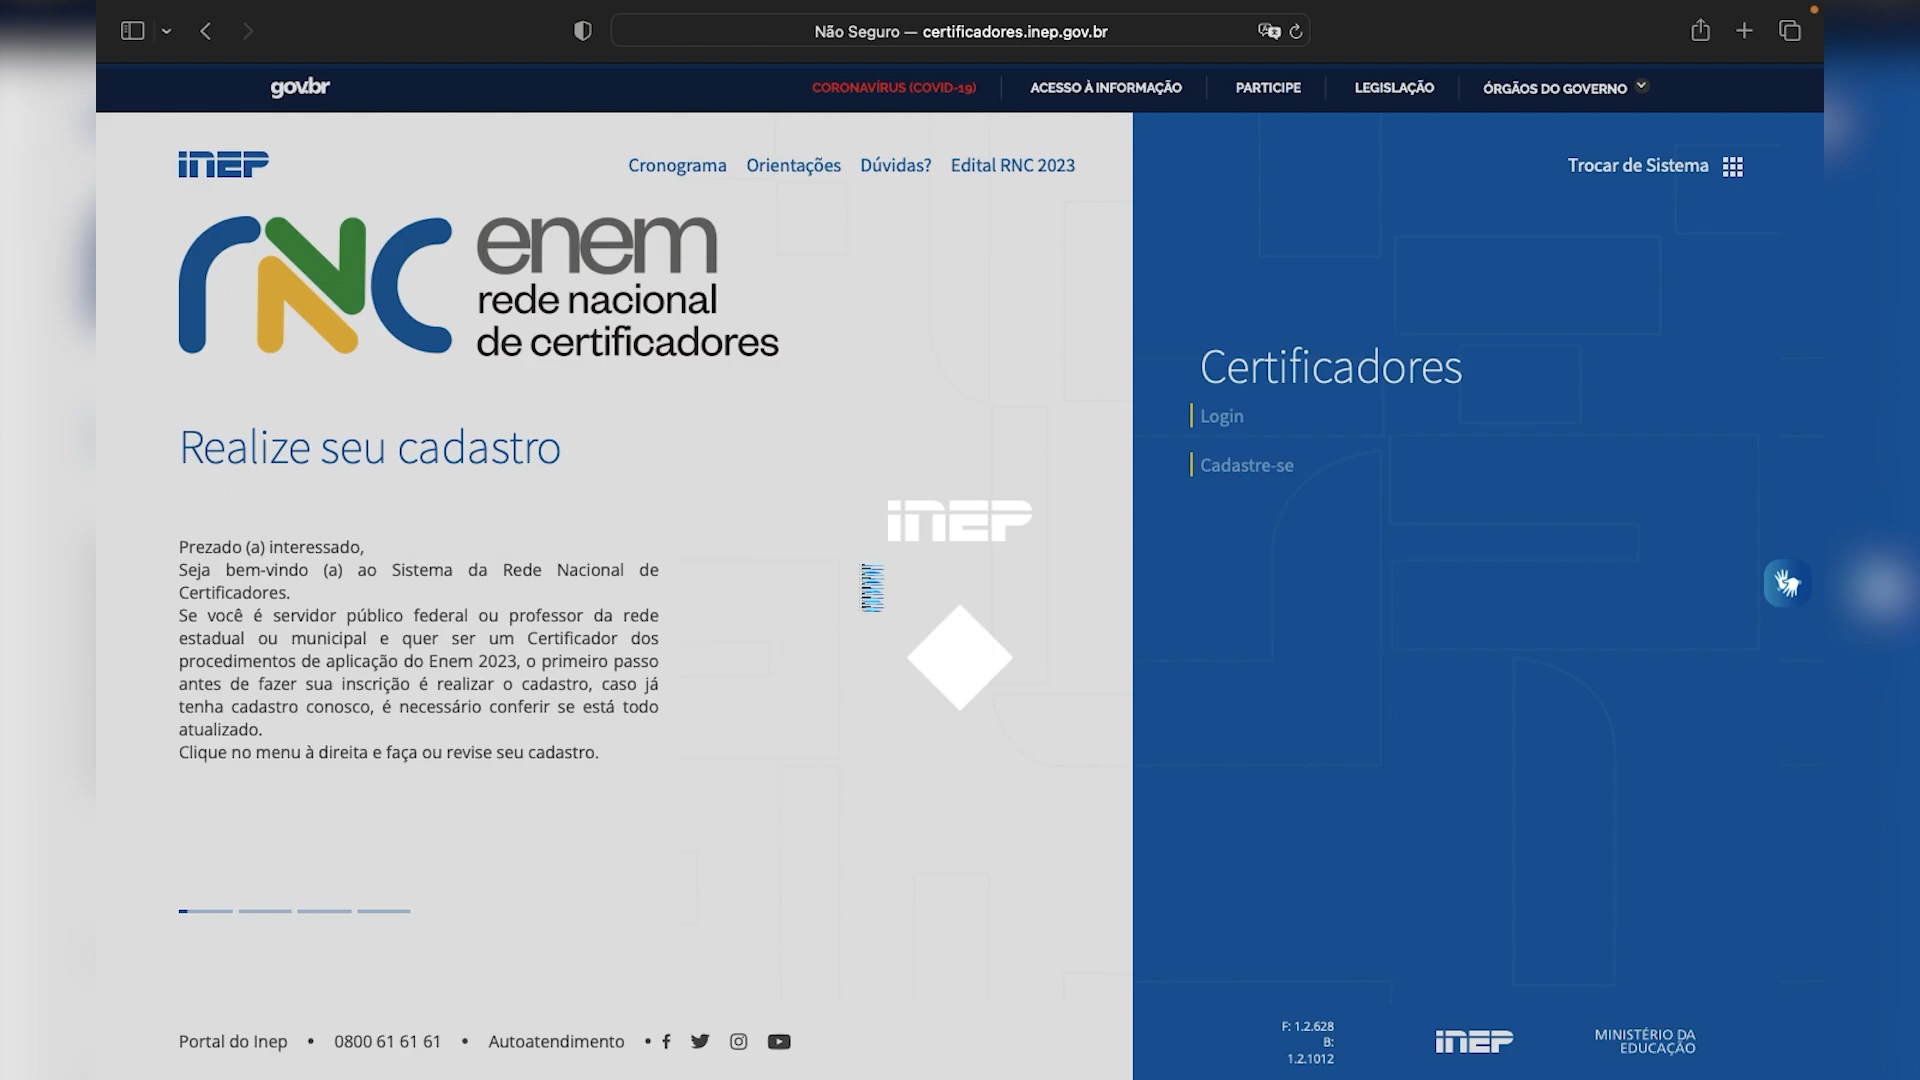 Não Seguro — certificadores.inep.gov.br
gov.br
CORONAVÍRUS (COVID-19)
ACESSO À INFORMAÇÃO
PARTICIPE
LEGISLAÇÃO
ÓRGÃOS DO GOVERNO
inep
Cronograma
Orientações
Dúvidas?
Edital RNC 2023
Trocar de Sistema
rnc
enem
rede nacional
de certificadores
Certificadores
Login
Cadastre-se
Realize seu cadastro
inep
Prezado (a) interessado,
Seja bem-vindo (a) ao Sistema da Rede Nacional de
Certificadores.
Se você é servidor público federal ou professor da rede
estadual ou municipal e quer ser um Certificador dos
procedimentos de aplicação do Enem 2023, o primeiro passo
antes de fazer sua inscrição é realizar o cadastro, caso já
tenha cadastro conosco, é necessário conferir se está todo
atualizado.
Clique no menu à direita e faça ou revise seu cadastro.
Portal do Inep • 0800 61 61 61 • Autoatendimento •
F: 1.2.628
B:
1.2.1012
inep
MINISTÉRIO DA
EDUCAÇÃO